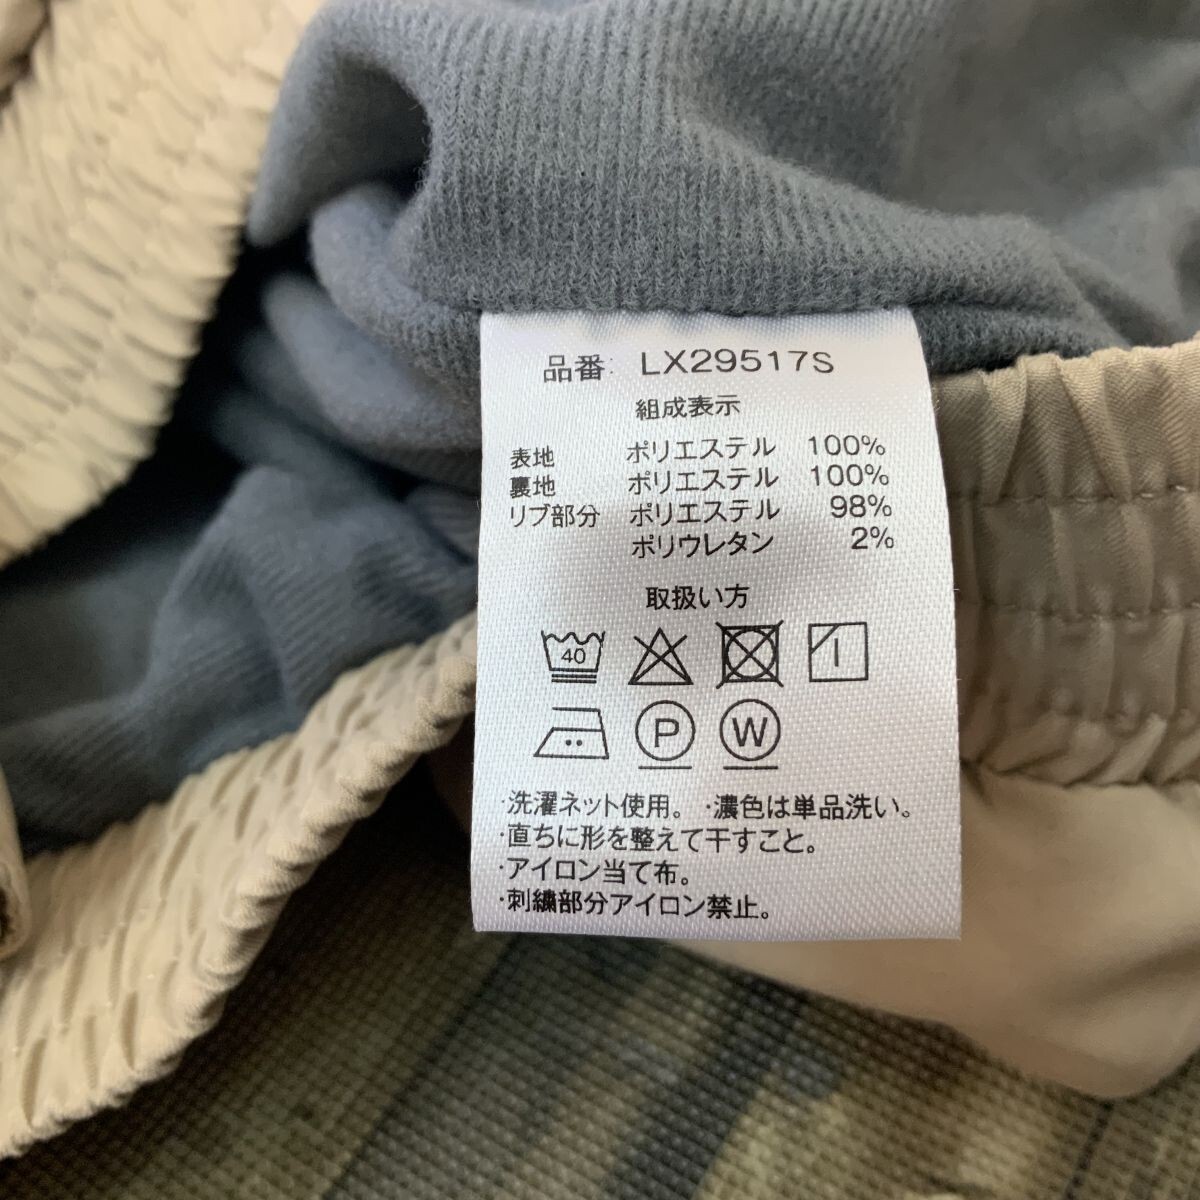 品番: LX29517S
組成表示
表地 ポリエステル 100%
裏地 ポリエステル 100%
リブ部分 ポリエステル 98%
ポリウレタン 2%
取扱い方
40
P W
·洗濯ネット使用。 ·濃色は単品洗い。
·直ちに形を整えて干すこと。
·アイロン当て布。
·刺繍部分アイロン禁止。